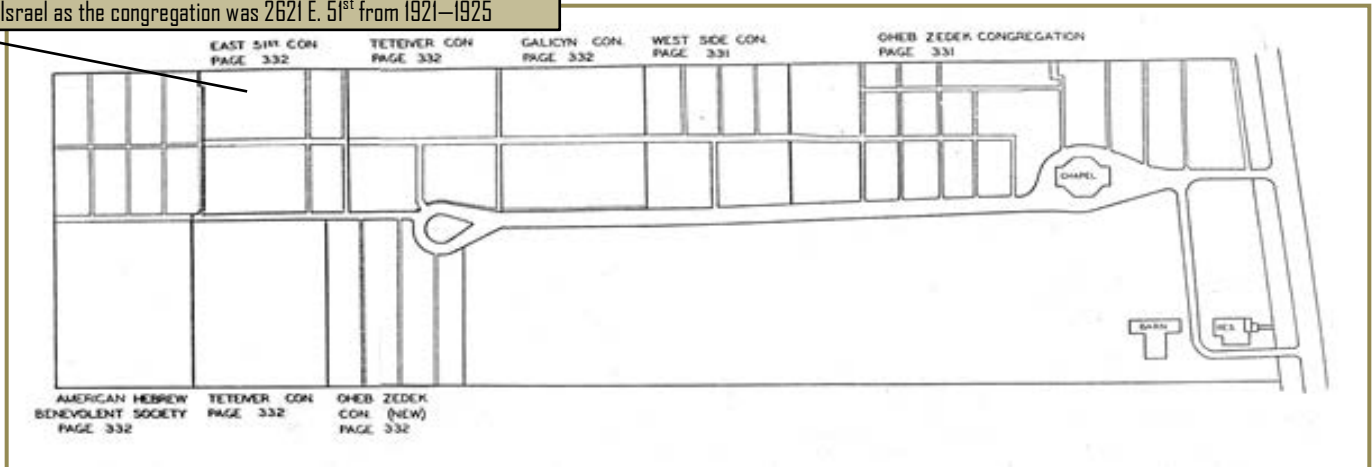 Israel as the congregation was 2621 E. 51st from 1921—1925
EAST 51ST CON
PAGE 332
TETEIVER CON
PAGE 332
GALICYN CON.
PAGE 332
WEST SIDE CON.
PAGE 331
OHEB ZEDEK CONGREGATION
PAGE 331
CHAPEL
BARN
RES.
AMERICAN HEBREW
BENEVOLENT SOCIETY
PAGE 332
TETEIVER CON
PAGE 332
OHEB ZEDEK
CON. (NEW)
PAGE 332